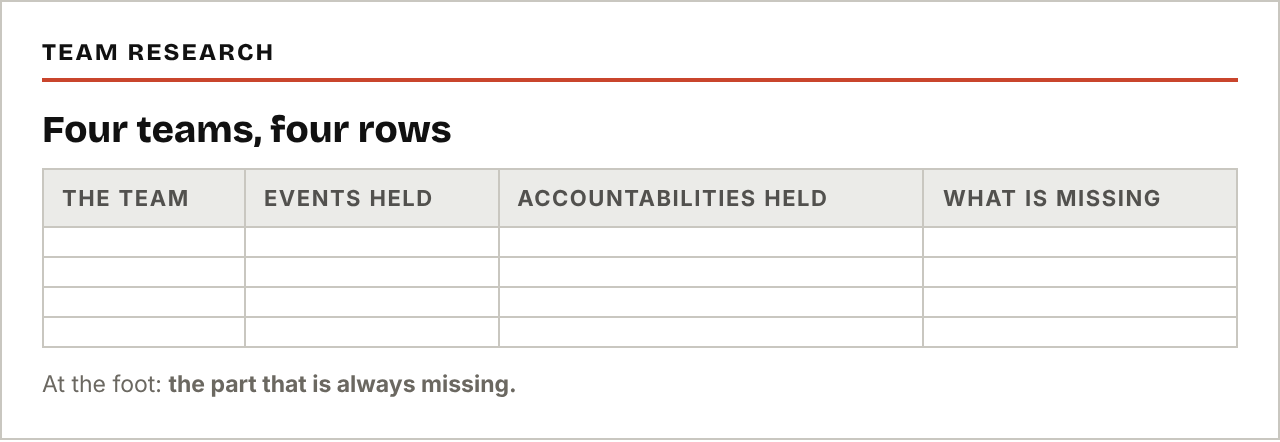 TEAM RESEARCH
Four teams, four rows
THE TEAM EVENTS HELD ACCOUNTABILITIES HELD WHAT IS MISSING
At the foot: the part that is always missing.